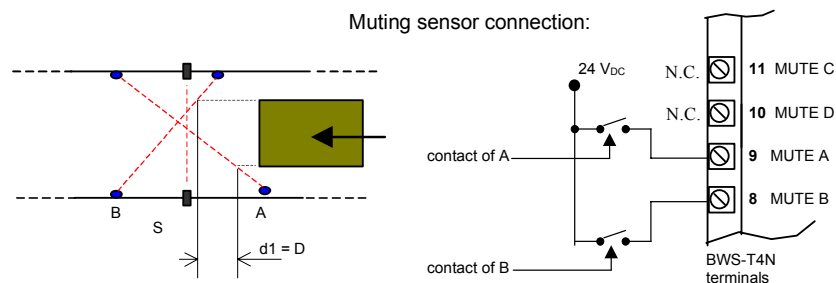 Muting sensor connection:
24 VDC
N.C. 11 MUTE C
N.C. 10 MUTE D
contact of A 9 MUTE A
8 MUTE B
B A
S
d1 = D
contact of B
BWS-T4N
terminals